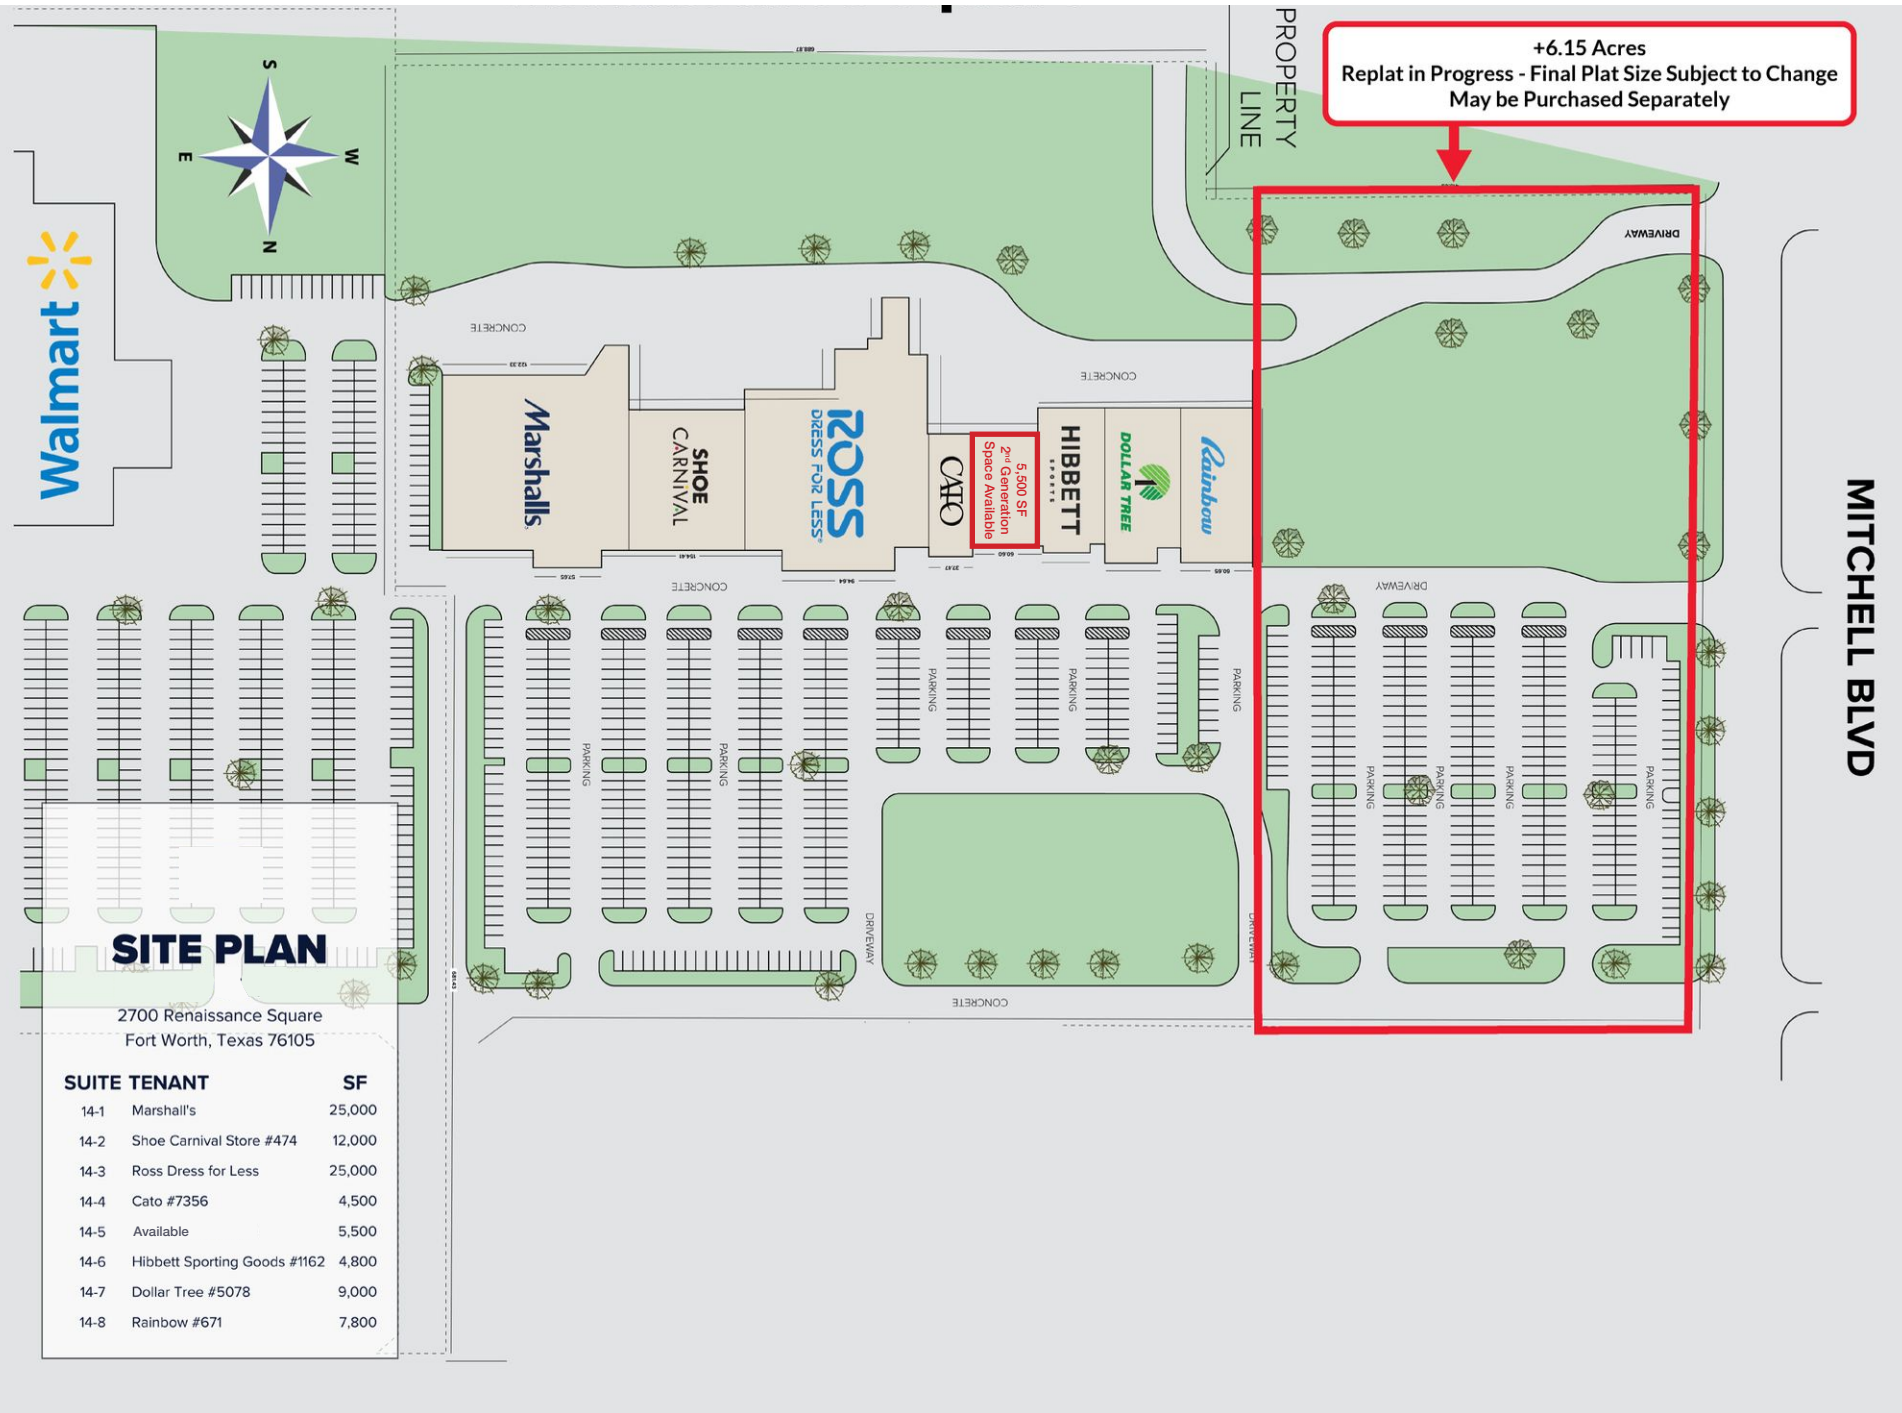 +6.15 Acres
Replat in Progress - Final Plat Size Subject to Change
May be Purchased Separately
PROPERTY
LINE
S
E
W
N
Walmart
DRIVEWAY
CONCRETE
122.33
CONCRETE
Marshalls
SHOE
CARNIVAL
ROSS
DRESS FOR LESS
CATO
5,500 SF
2nd Generation
Space Available
HIBBETT
SPORTS
DOLLAR TREE
Rainbow
MITCHELL BLVD
CONCRETE
DRIVEWAY
PARKING
PARKING
PARKING
PARKING
PARKING
PARKING
PARKING
PARKING
PARKING
DRIVEWAY
DRIVEWAY
CONCRETE
SITE PLAN
2700 Renaissance Square
Fort Worth, Texas 76105
SUITE TENANT SF
14-1 Marshall's 25,000
14-2 Shoe Carnival Store #474 12,000
14-3 Ross Dress for Less 25,000
14-4 Cato #7356 4,500
14-5 Available 5,500
14-6 Hibbett Sporting Goods #1162 4,800
14-7 Dollar Tree #5078 9,000
14-8 Rainbow #671 7,800